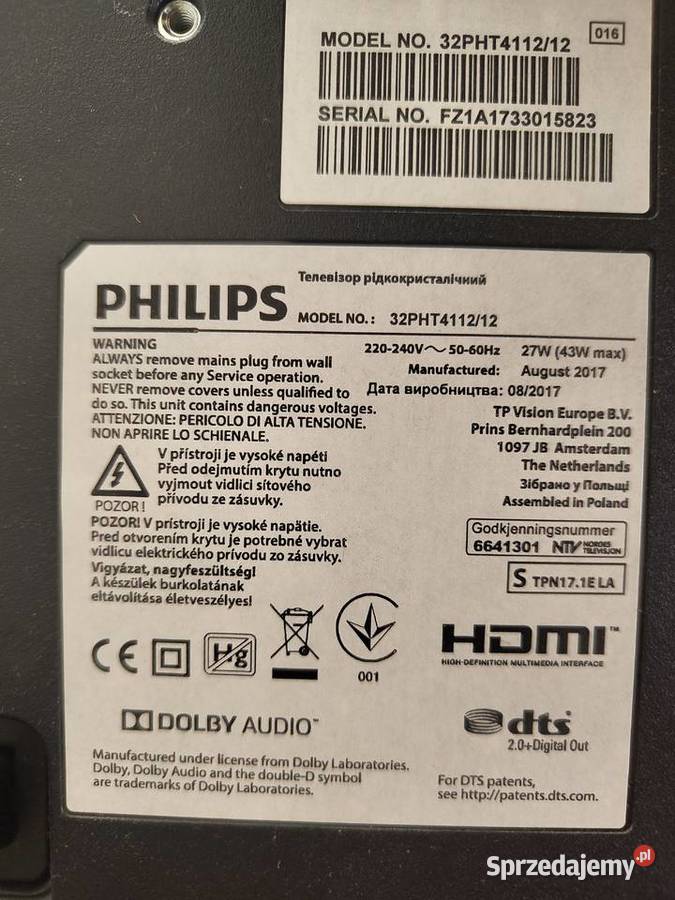 MODEL NO. 32PHT4112/12
016
SERIAL NO. FZ1A1733015823
Телевізор рідкокристалічний
PHILIPS
MODEL NO.: 32PHT4112/12
WARNING
ALWAYS remove mains plug from wall
socket before any Service operation.
NEVER remove covers unless qualified to
do so. This unit contains dangerous voltages.
ATTENZIONE: PERICOLO DI ALTA TENSIONE.
NON APRIRE LO SCHIENALE.
220-240V～ 50-60Hz 27W (43W max)
Manufactured: August 2017
Дата виробництва: 08/2017
TP Vision Europe B.V.
Prins Bernhardplein 200
1097 JB Amsterdam
The Netherlands
Зібрано у Польщі
Assembled in Poland
V přístroji je vysoké napětí
Před odejmutím krytu nutno
vyjmout vidlici síťového
přívodu ze zásuvky.
POZOR!
POZOR! V prístroji je vysoké napätie.
Pred otvorením krytu je potrebné vybrat
vidlicu elektrického prívodu zo zásuvky.
Vigyázat, nagyfeszültség!
A készülek burkolatának
eltávolítása életveszélyes!
Godkjenningsnummer
6641301 NTV NORGES TELEVISJON
S TPN17.1E LA
CE
Hg
001
HDMI™
HIGH-DEFINITION MULTIMEDIA INTERFACE
DOLBY AUDIO™
dts®
2.0+Digital Out
Manufactured under license from Dolby Laboratories.
Dolby, Dolby Audio and the double-D symbol
are trademarks of Dolby Laboratories.
For DTS patents,
see http://patents.dts.com.
Sprzedajemy.pl